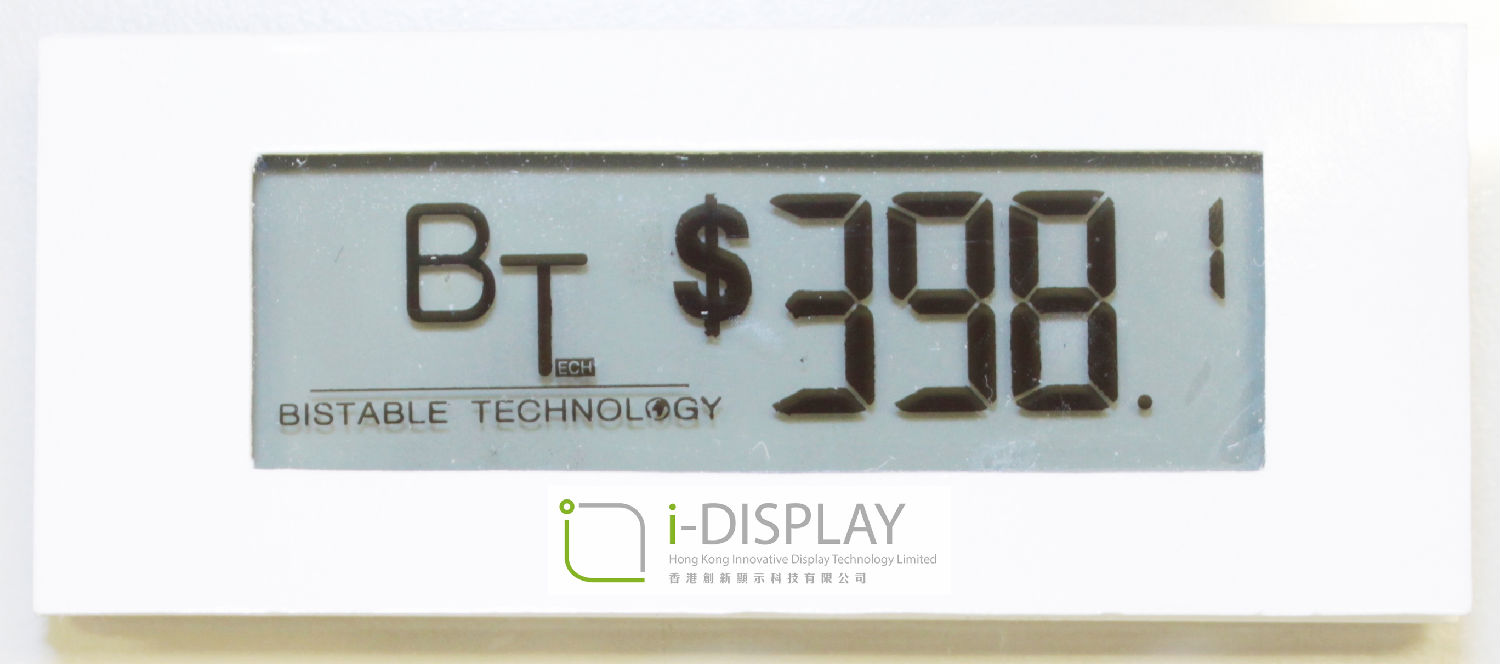 BT ECH $398.1
BISTABLE TECHNOLOGY
i-DISPLAY
Hong Kong Innovative Display Technology Limited
香港創新顯示科技有限公司